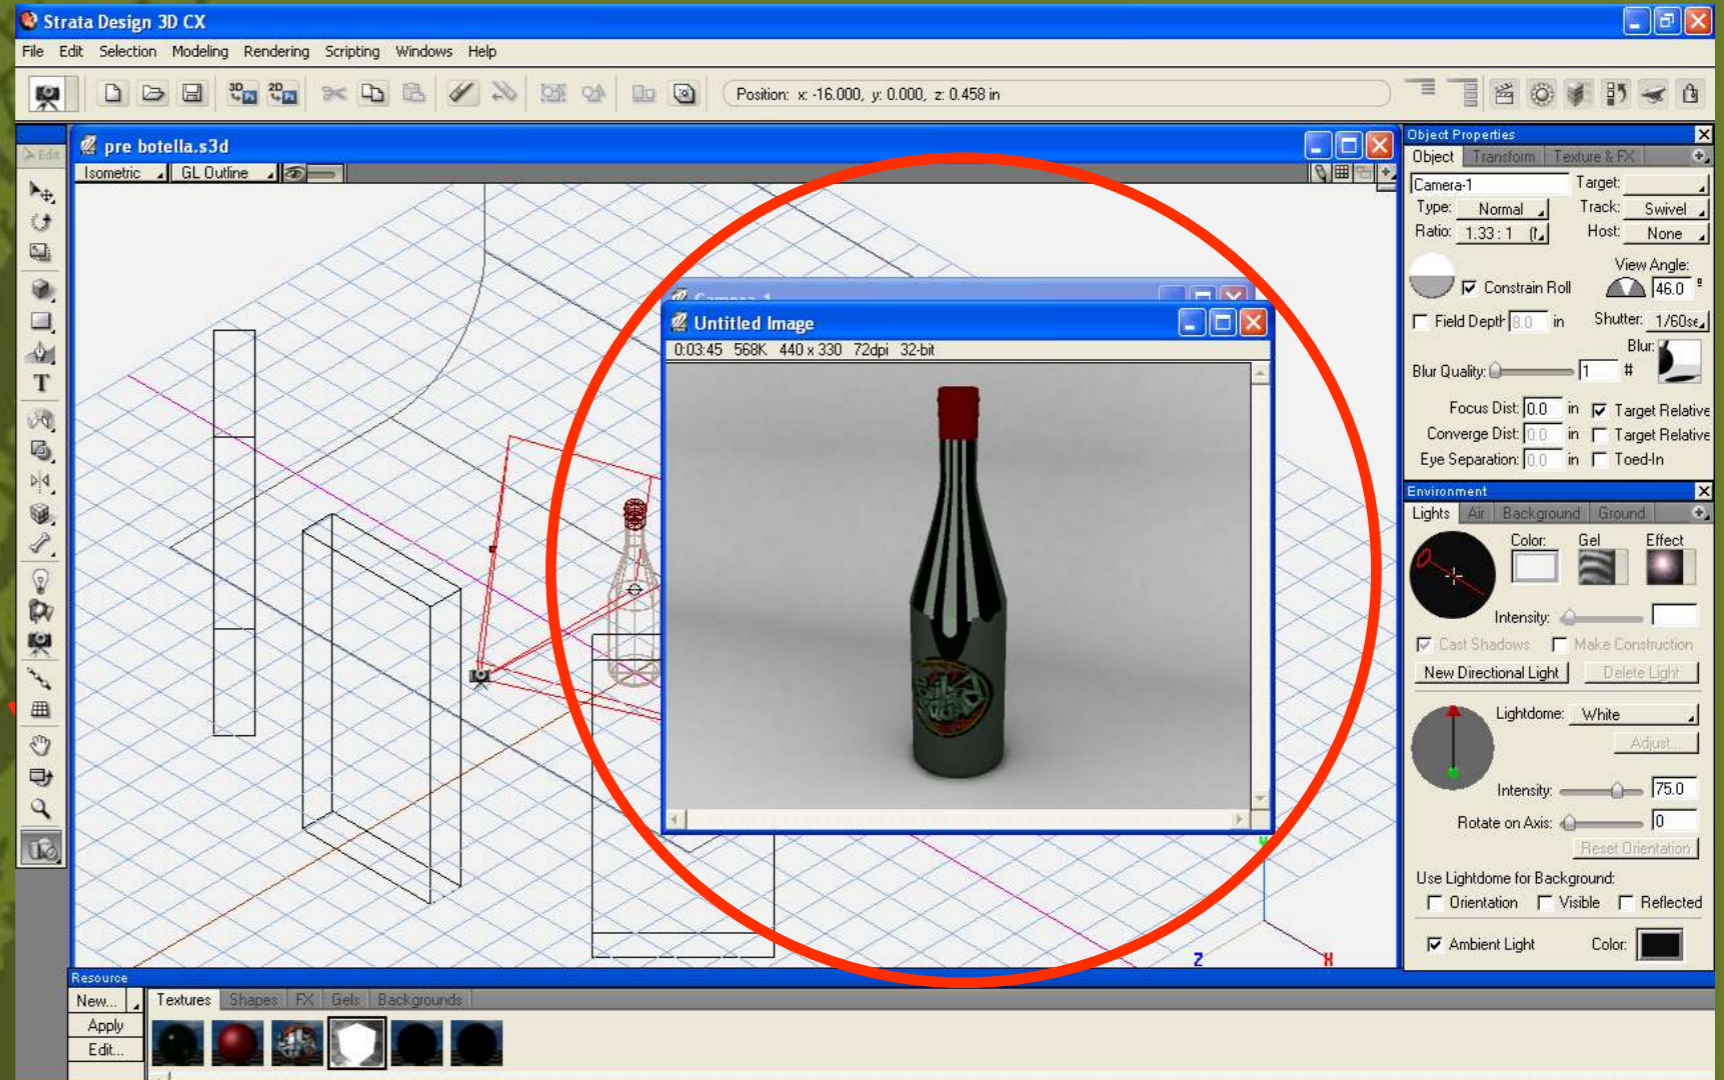 Strata Design 3D CX
File Edit Selection Modeling Rendering Scripting Windows Help
3D 2D
Position: x: -16.000, y: 0.000, z: 0.458 in
Edit
pre botella.s3d
Isometric GL Outline
Camera-1
Untitled Image
0:03:45 568K 440 x 330 72dpi 32-bit
T
Z
Object Properties
Object Transform Texture & FX
Camera-1 Target:
Type: Normal Track: Swivel
Ratio: 1.33 : 1 Host: None
View Angle:
Constrain Roll 46.0 º
Field Depth 8.0 in Shutter: 1/60se
Blur:
Blur Quality: 1 #
Focus Dist: 0.0 in Target Relative
Converge Dist: 0.0 in Target Relative
Eye Separation: 0.0 in Toed-In
Environment
Lights Air Background Ground
Color: Gel Effect
Intensity:
Cast Shadows Make Construction
New Directional Light Delete Light
Lightdome: White
Adjust...
Intensity: 75.0
Rotate on Axis: 0
Reset Orientation
Use Lightdome for Background:
Orientation Visible Reflected
Ambient Light Color:
Resource
New... Textures Shapes FX Gels Backgrounds
Apply
Edit...